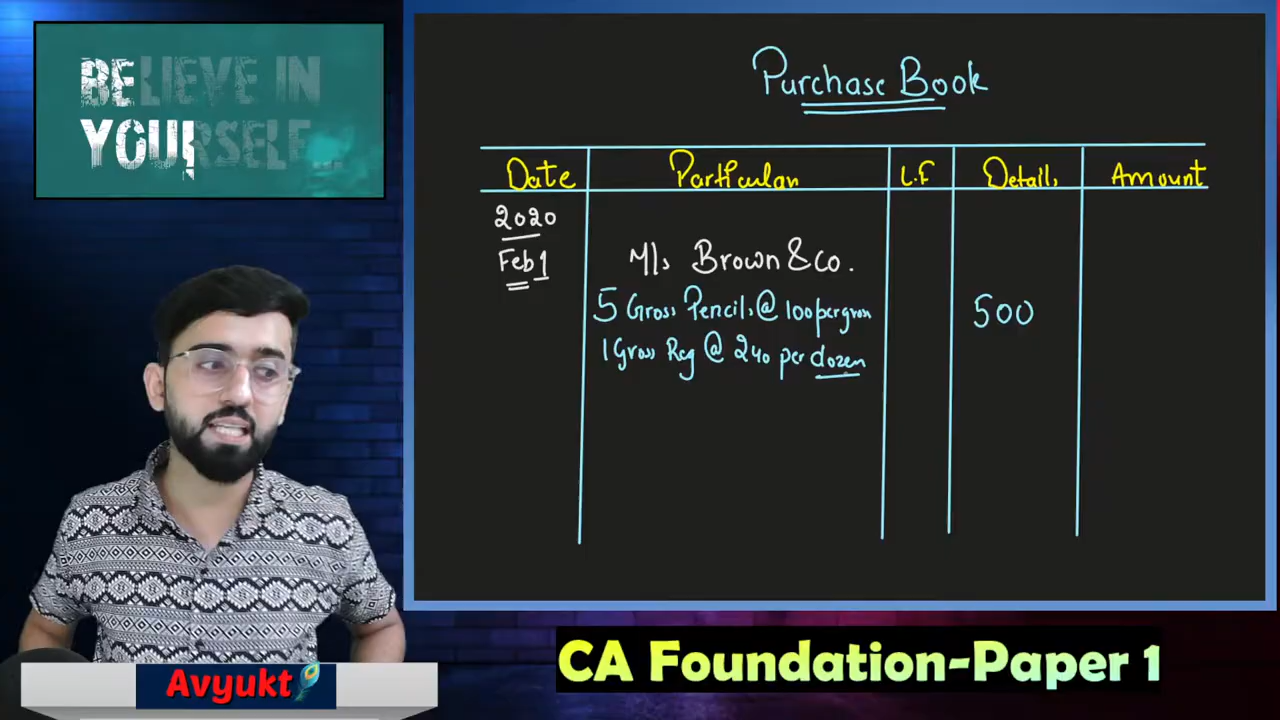 BELIEVE IN
YOURSELF
Purchase Book
Date Particular L.F Details Amount
2020
Feb 1 M/s Brown & Co.
5 Gross Pencils @ 100 per gross 500
1 Gross Reg @ 240 per dozen
CA Foundation-Paper 1
Avyukt